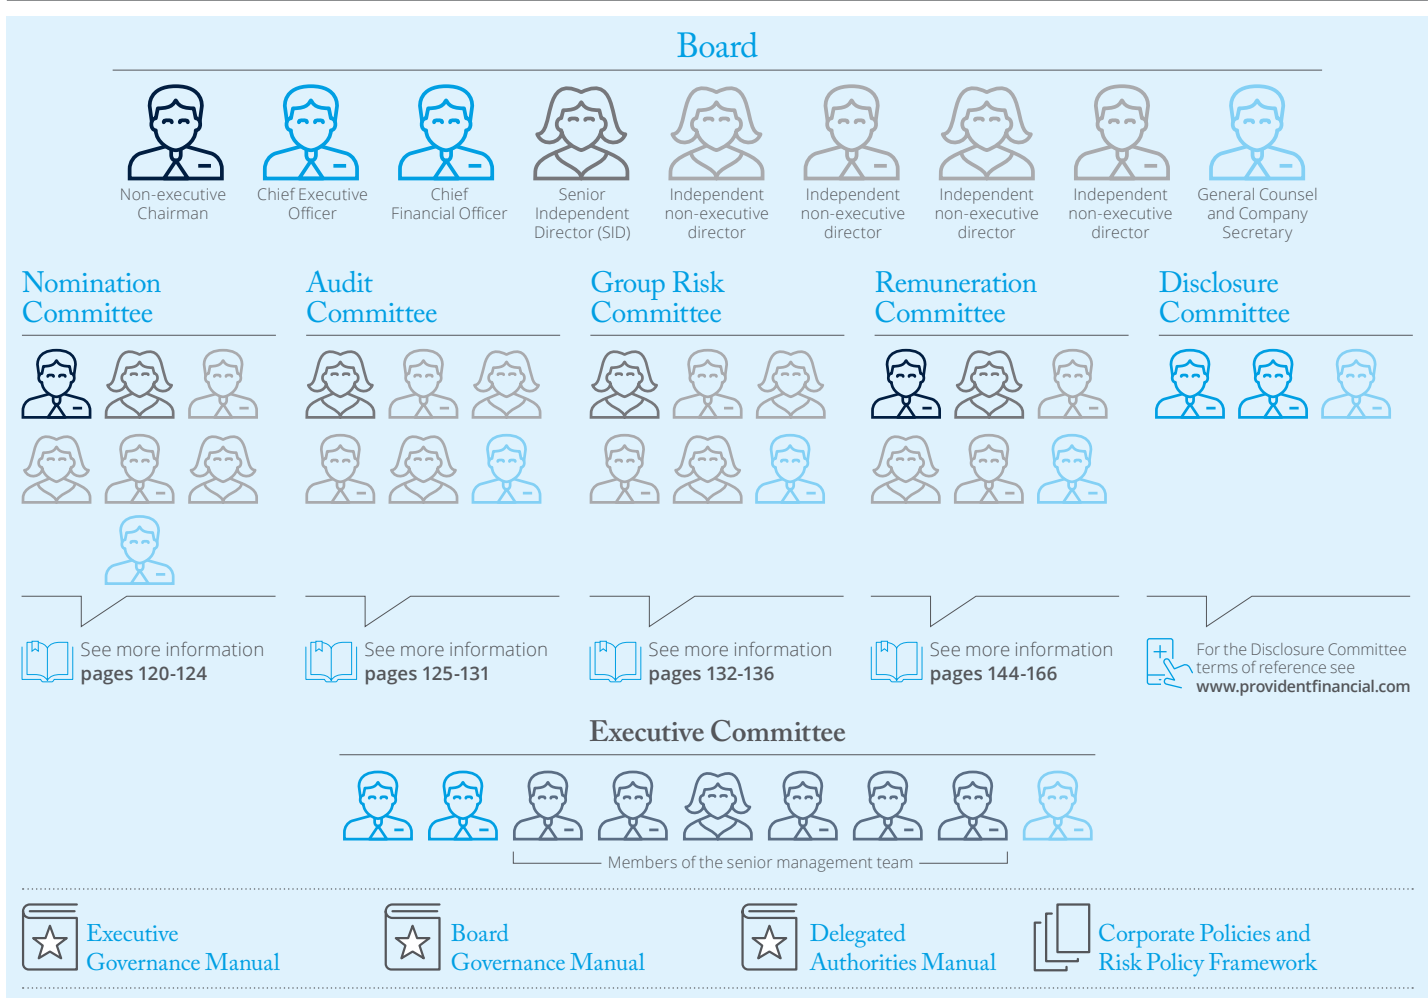 Board
Non-executive
Chairman
Chief Executive
Officer
Chief
Financial Officer
Senior
Independent
Director (SID)
Independent
non-executive
director
Independent
non-executive
director
Independent
non-executive
director
Independent
non-executive
director
General Counsel
and Company
Secretary
Nomination
Committee
Audit
Committee
Group Risk
Committee
Remuneration
Committee
Disclosure
Committee
See more information
pages 120-124
See more information
pages 125-131
See more information
pages 132-136
See more information
pages 144-166
For the Disclosure Committee
terms of reference see
www.providentfinancial.com
Executive Committee
Members of the senior management team
Executive
Governance Manual
Board
Governance Manual
Delegated
Authorities Manual
Corporate Policies and
Risk Policy Framework